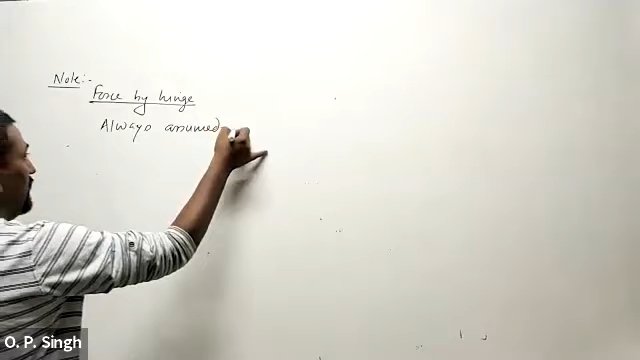 Note:-
Force by hinge
Always assumed
O. P. Singh